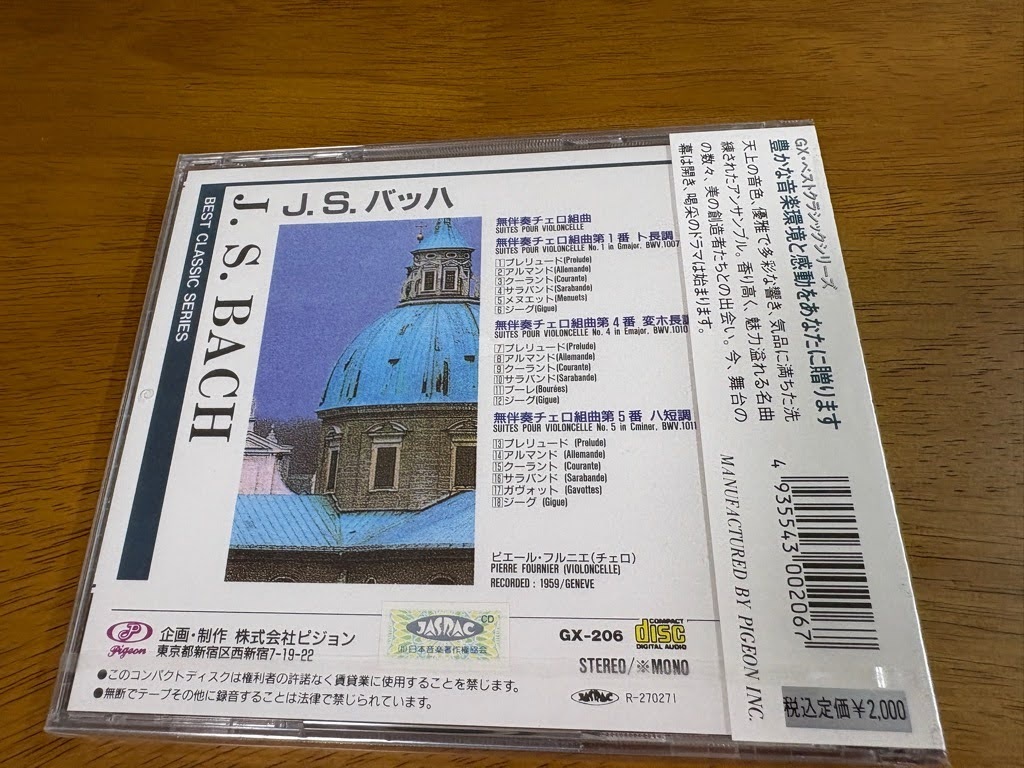 J. S. バッハ
J. S. BACH
BEST CLASSIC SERIES
無伴奏チェロ組曲
SUITES POUR VIOLONCELLE
無伴奏チェロ組曲第1番 ト長調
SUITES POUR VIOLONCELLE No. 1 in Gmajor. BWV.1007
1 プレリュード(Prelude)
2 アルマンド(Allemande)
3 クーラント(Courante)
4 サラバンド(Sarabande)
5 メヌエット(Menuets)
6 ジーグ(Gigue)
無伴奏チェロ組曲第4番 変ホ長調
SUITES POUR VIOLONCELLE No. 4 in Emajor. BWV.1010
7 プレリュード(Prelude)
8 アルマンド(Allemande)
9 クーラント(Courante)
10 サラバンド(Sarabande)
11 ブーレ(Bourées)
12 ジーグ(Gigue)
無伴奏チェロ組曲第5番 ハ短調
SUITES POUR VIOLONCELLE No. 5 in Cminor. BWV.1011
13 プレリュード (Prelude)
14 アルマンド (Allemande)
15 クーラント (Courante)
16 サラバンド (Sarabande)
17 ガヴォット (Gavottes)
18 ジーグ (Gigue)
ピエール・フルニエ(チェロ)
PIERRE FOURNIER (VIOLONCELLE)
RECORDED : 1959/GENEVE
Pigeon
企画・制作 株式会社ピジョン
東京都新宿区西新宿7-19-22
JASRAC CD
日本音楽著作権協会
GX-206
COMPACT disc DIGITAL AUDIO
STEREO/※MONO
JASRAC R-270271
●このコンパクトディスクは権利者の許諾なく賃貸業に使用することを禁じます。
●無断でテープその他に録音することは法律で禁じられています。
GX・ベストクラシックシリーズ
豊かな音楽環境と感動をあなたに贈ります
天上の音色、優雅で多彩な響き、気品に満ちた洗
練されたアンサンブル。香り高く、魅力溢れる名曲
の数々、美の創造者たちとの出会い。今、舞台の
幕は開き、喝采のドラマは始まります。
4 935543 002067
MANUFACTURED BY PIGEON INC.
税込定価¥2,000